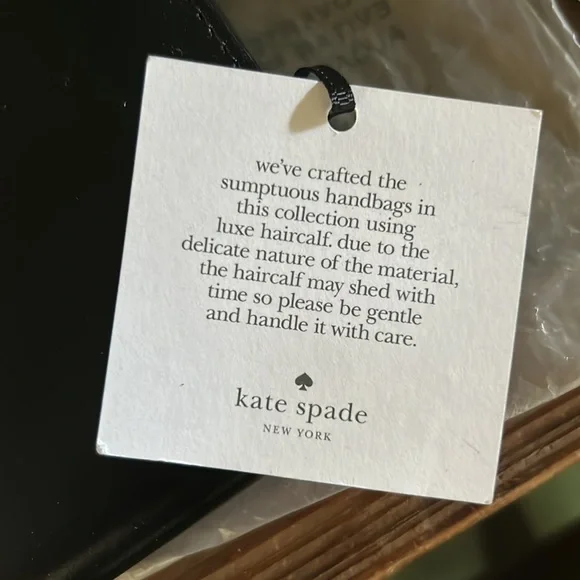 we've crafted the
sumptuous handbags in
this collection using
luxe haircalf. due to the
delicate nature of the material,
the haircalf may shed with
time so please be gentle
and handle it with care.
kate spade
NEW YORK